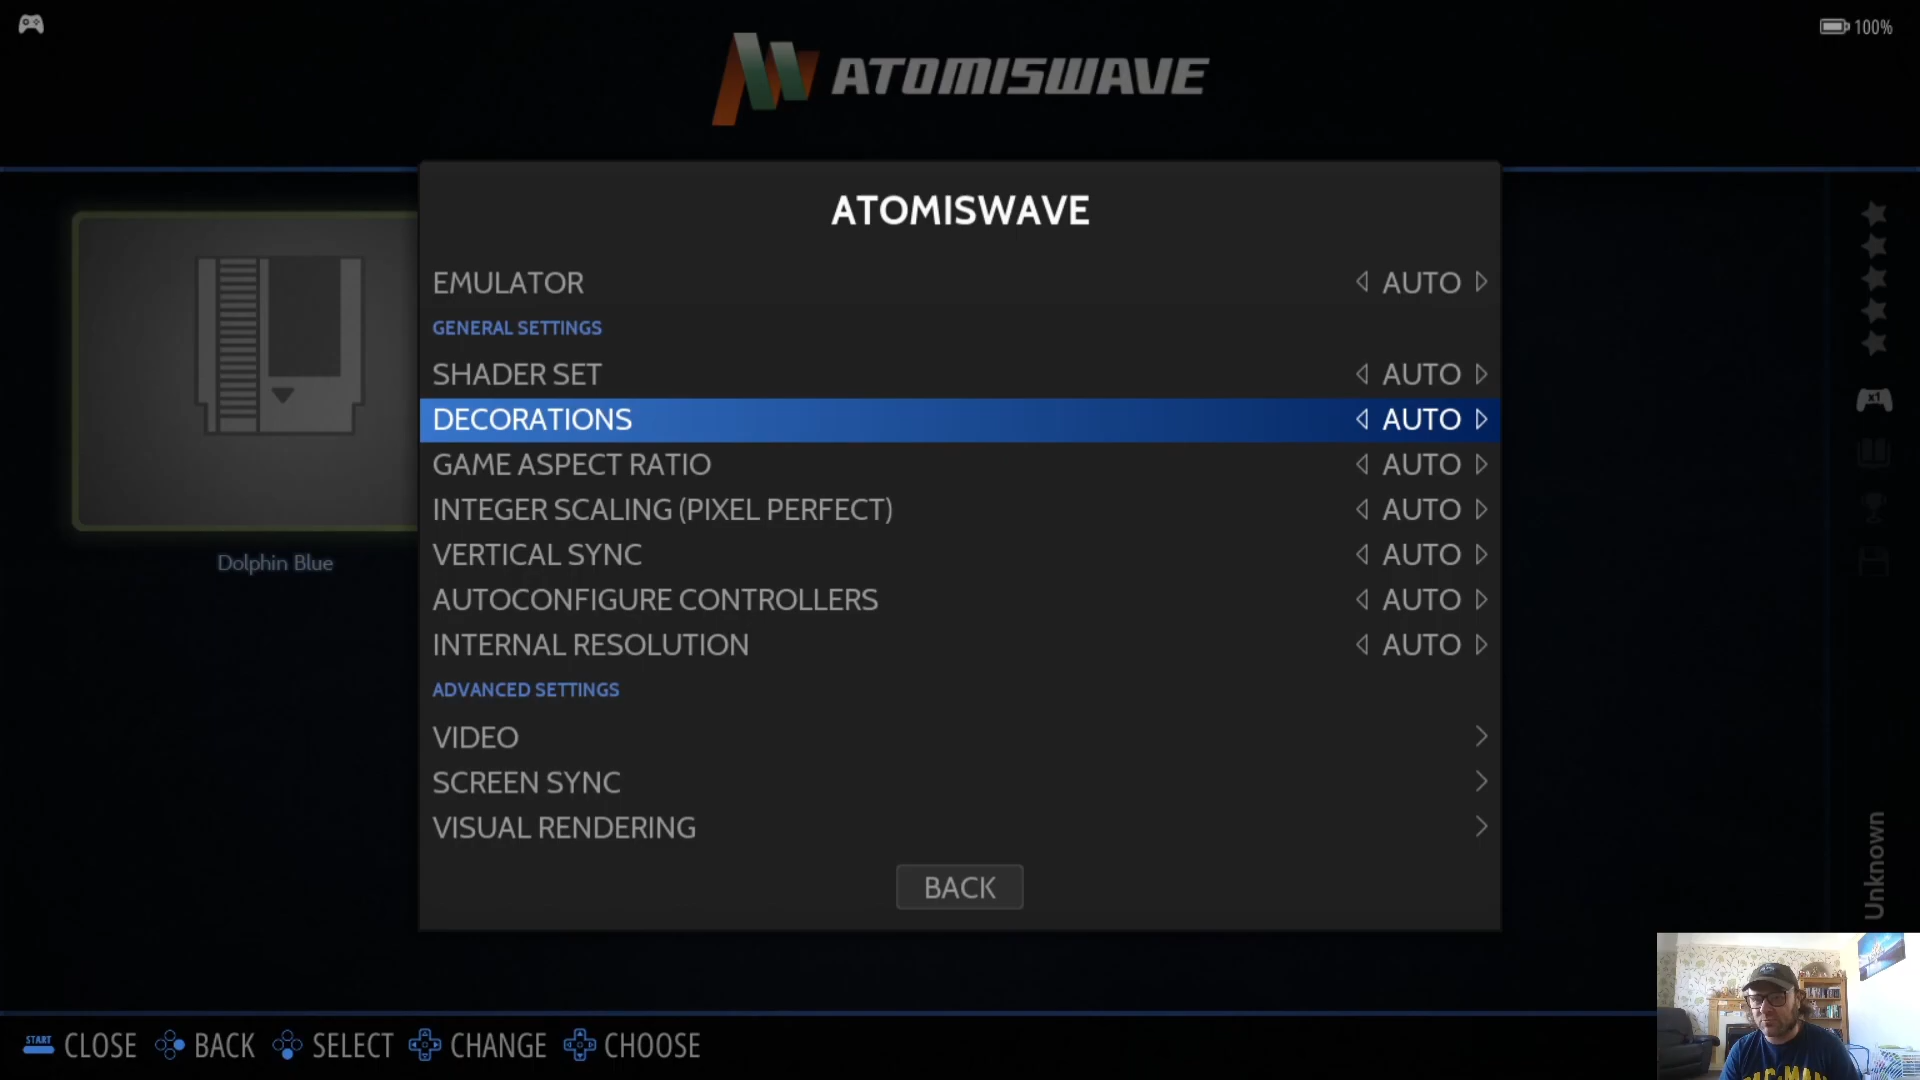 100%
ATOMISWAVE
ATOMISWAVE
EMULATOR AUTO
GENERAL SETTINGS
SHADER SET AUTO
DECORATIONS AUTO
GAME ASPECT RATIO AUTO
INTEGER SCALING (PIXEL PERFECT) AUTO
VERTICAL SYNC AUTO
AUTOCONFIGURE CONTROLLERS AUTO
INTERNAL RESOLUTION AUTO
ADVANCED SETTINGS
VIDEO
SCREEN SYNC
VISUAL RENDERING
BACK
Dolphin Blue
x1
Unknown
START CLOSE BACK SELECT CHANGE CHOOSE